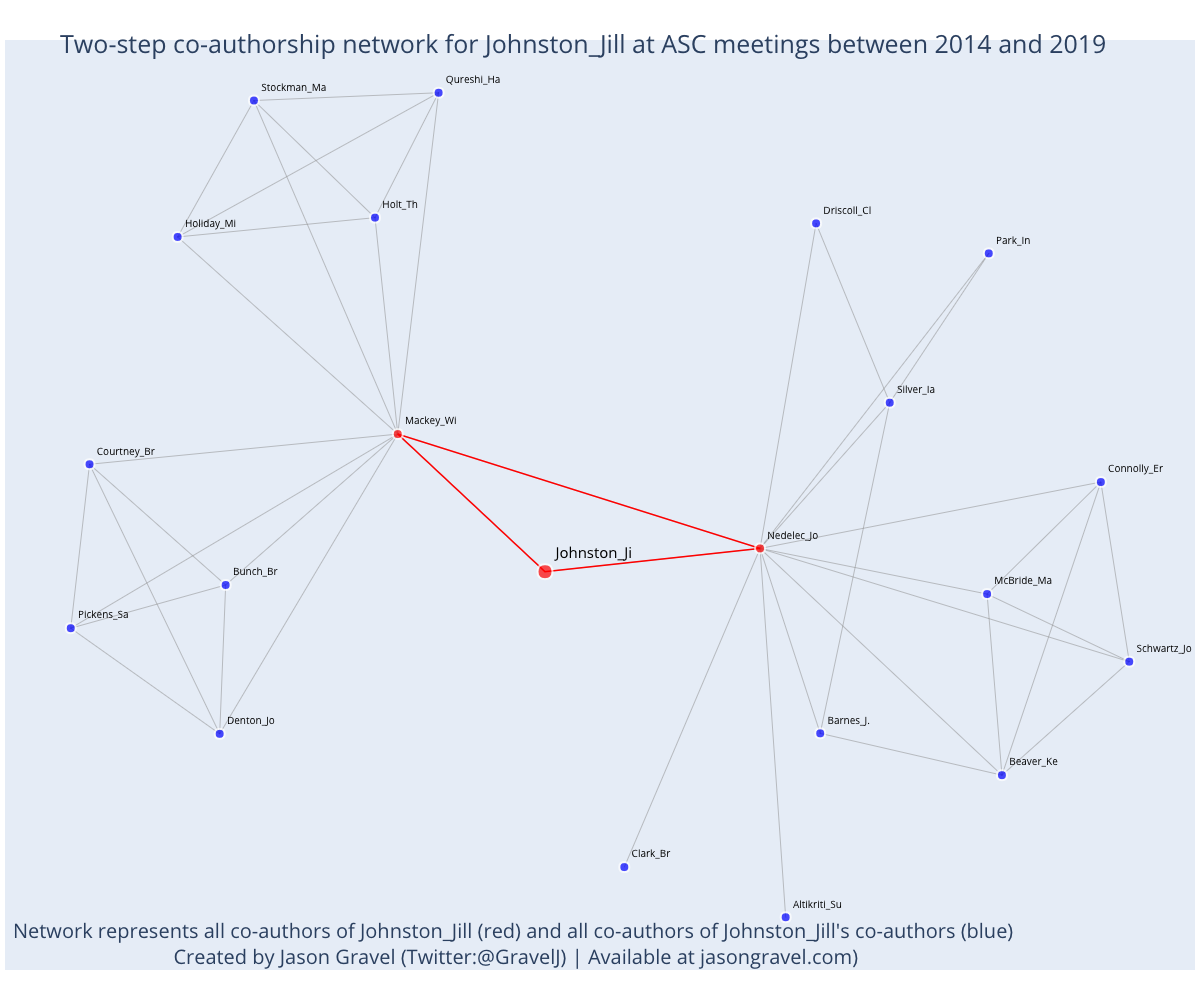 Two-step co-authorship network for Johnston_Jill at ASC meetings between 2014 and 2019
Qureshi_Ha
Stockman_Ma
Holt_Th
Holiday_Mi
Driscoll_Cl
Park_In
Silver_Ia
Mackey_Wi
Courtney_Br
Connolly_Er
Nedelec_Jo
Johnston_Ji
Bunch_Br
McBride_Ma
Pickens_Sa
Schwartz_Jo
Denton_Jo
Barnes_J.
Beaver_Ke
Clark_Br
Altikriti_Su
Network represents all co-authors of Johnston_Jill (red) and all co-authors of Johnston_Jill's co-authors (blue)
Created by Jason Gravel (Twitter:@GravelJ) | Available at jasongravel.com)